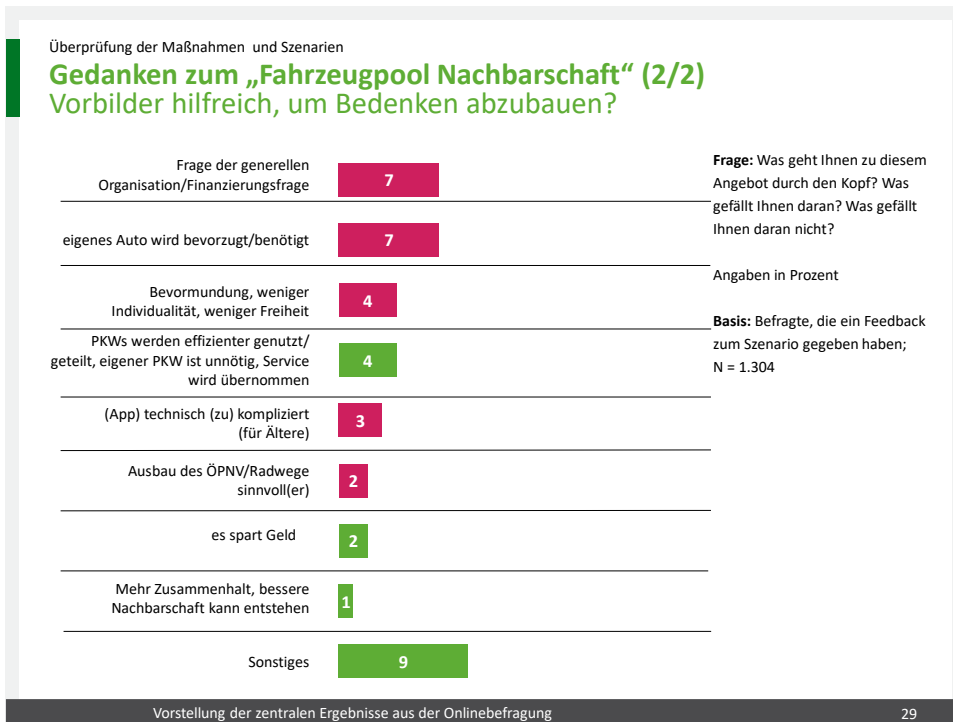 Überprüfung der Maßnahmen und Szenarien
Gedanken zum „Fahrzeugpool Nachbarschaft“ (2/2)
Vorbilder hilfreich, um Bedenken abzubauen?
Frage der generellen
Organisation/Finanzierungsfrage
7
eigenes Auto wird bevorzugt/benötigt
7
Bevormundung, weniger
Individualität, weniger Freiheit
4
PKWs werden effizienter genutzt/
geteilt, eigener PKW ist unnötig, Service
wird übernommen
4
(App) technisch (zu) kompliziert
(für Ältere)
3
Ausbau des ÖPNV/Radwege
sinnvoll(er)
2
es spart Geld
2
Mehr Zusammenhalt, bessere
Nachbarschaft kann entstehen
1
Sonstiges
9
Frage: Was geht Ihnen zu diesem
Angebot durch den Kopf? Was
gefällt Ihnen daran? Was gefällt
Ihnen daran nicht?
Angaben in Prozent
Basis: Befragte, die ein Feedback
zum Szenario gegeben haben;
N = 1.304
Vorstellung der zentralen Ergebnisse aus der Onlinebefragung
29